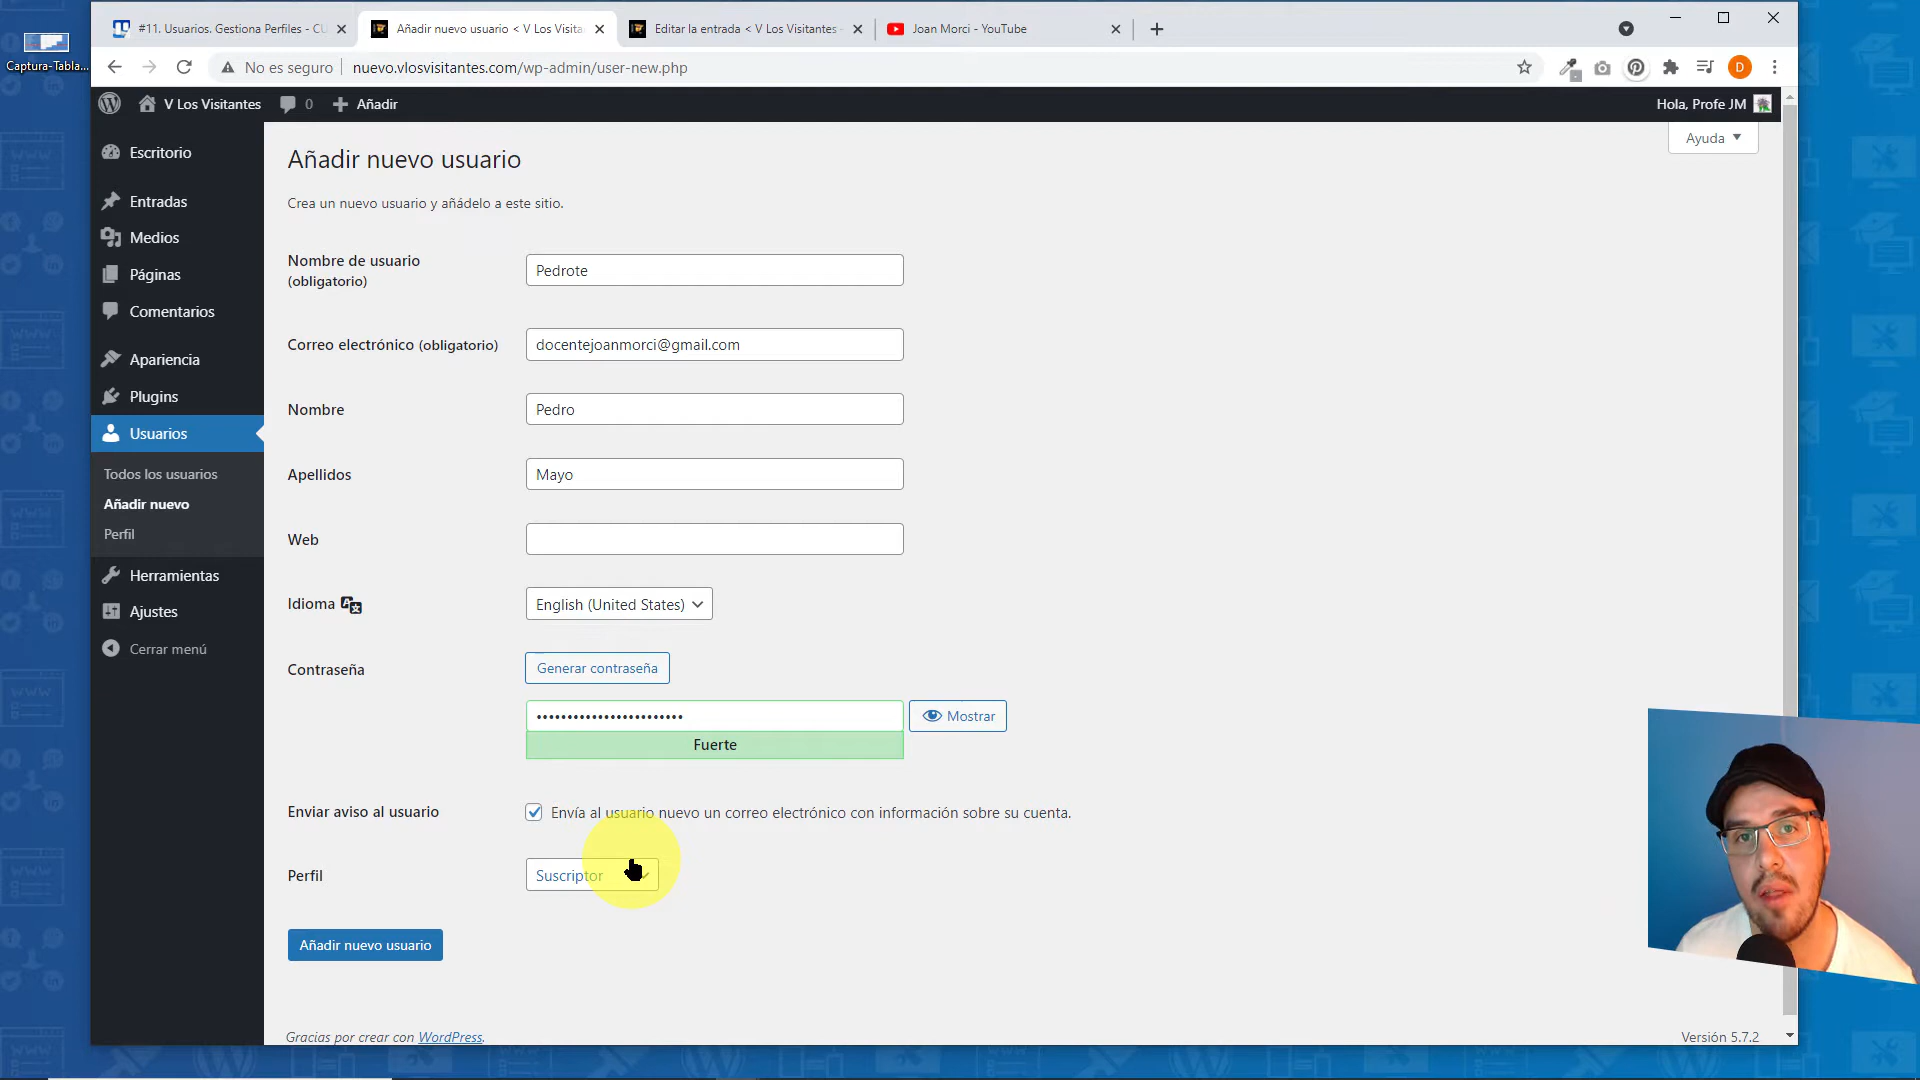 Captura-Tabla...
#11. Usuarios. Gestiona Perfiles - CU
Añadir nuevo usuario < V Los Visita
Editar la entrada < V Los Visitantes -
Joan Morci - YouTube
No es seguro
nuevo.vlosvisitantes.com/wp-admin/user-new.php
D
V Los Visitantes
0
Añadir
Hola, Profe JM
Ayuda
Escritorio
Entradas
Medios
Páginas
Comentarios
Apariencia
Plugins
Usuarios
Todos los usuarios
Añadir nuevo
Perfil
Herramientas
Ajustes
Cerrar menú
Añadir nuevo usuario
Crea un nuevo usuario y añádelo a este sitio.
Nombre de usuario
(obligatorio)
Pedrote
Correo electrónico (obligatorio)
docentejoanmorci@gmail.com
Nombre
Pedro
Apellidos
Mayo
Web
Idioma
English (United States)
Contraseña
Generar contraseña
Mostrar
Fuerte
Enviar aviso al usuario
Envía al usuario nuevo un correo electrónico con información sobre su cuenta.
Perfil
Suscriptor
Añadir nuevo usuario
Gracias por crear con WordPress.
Versión 5.7.2